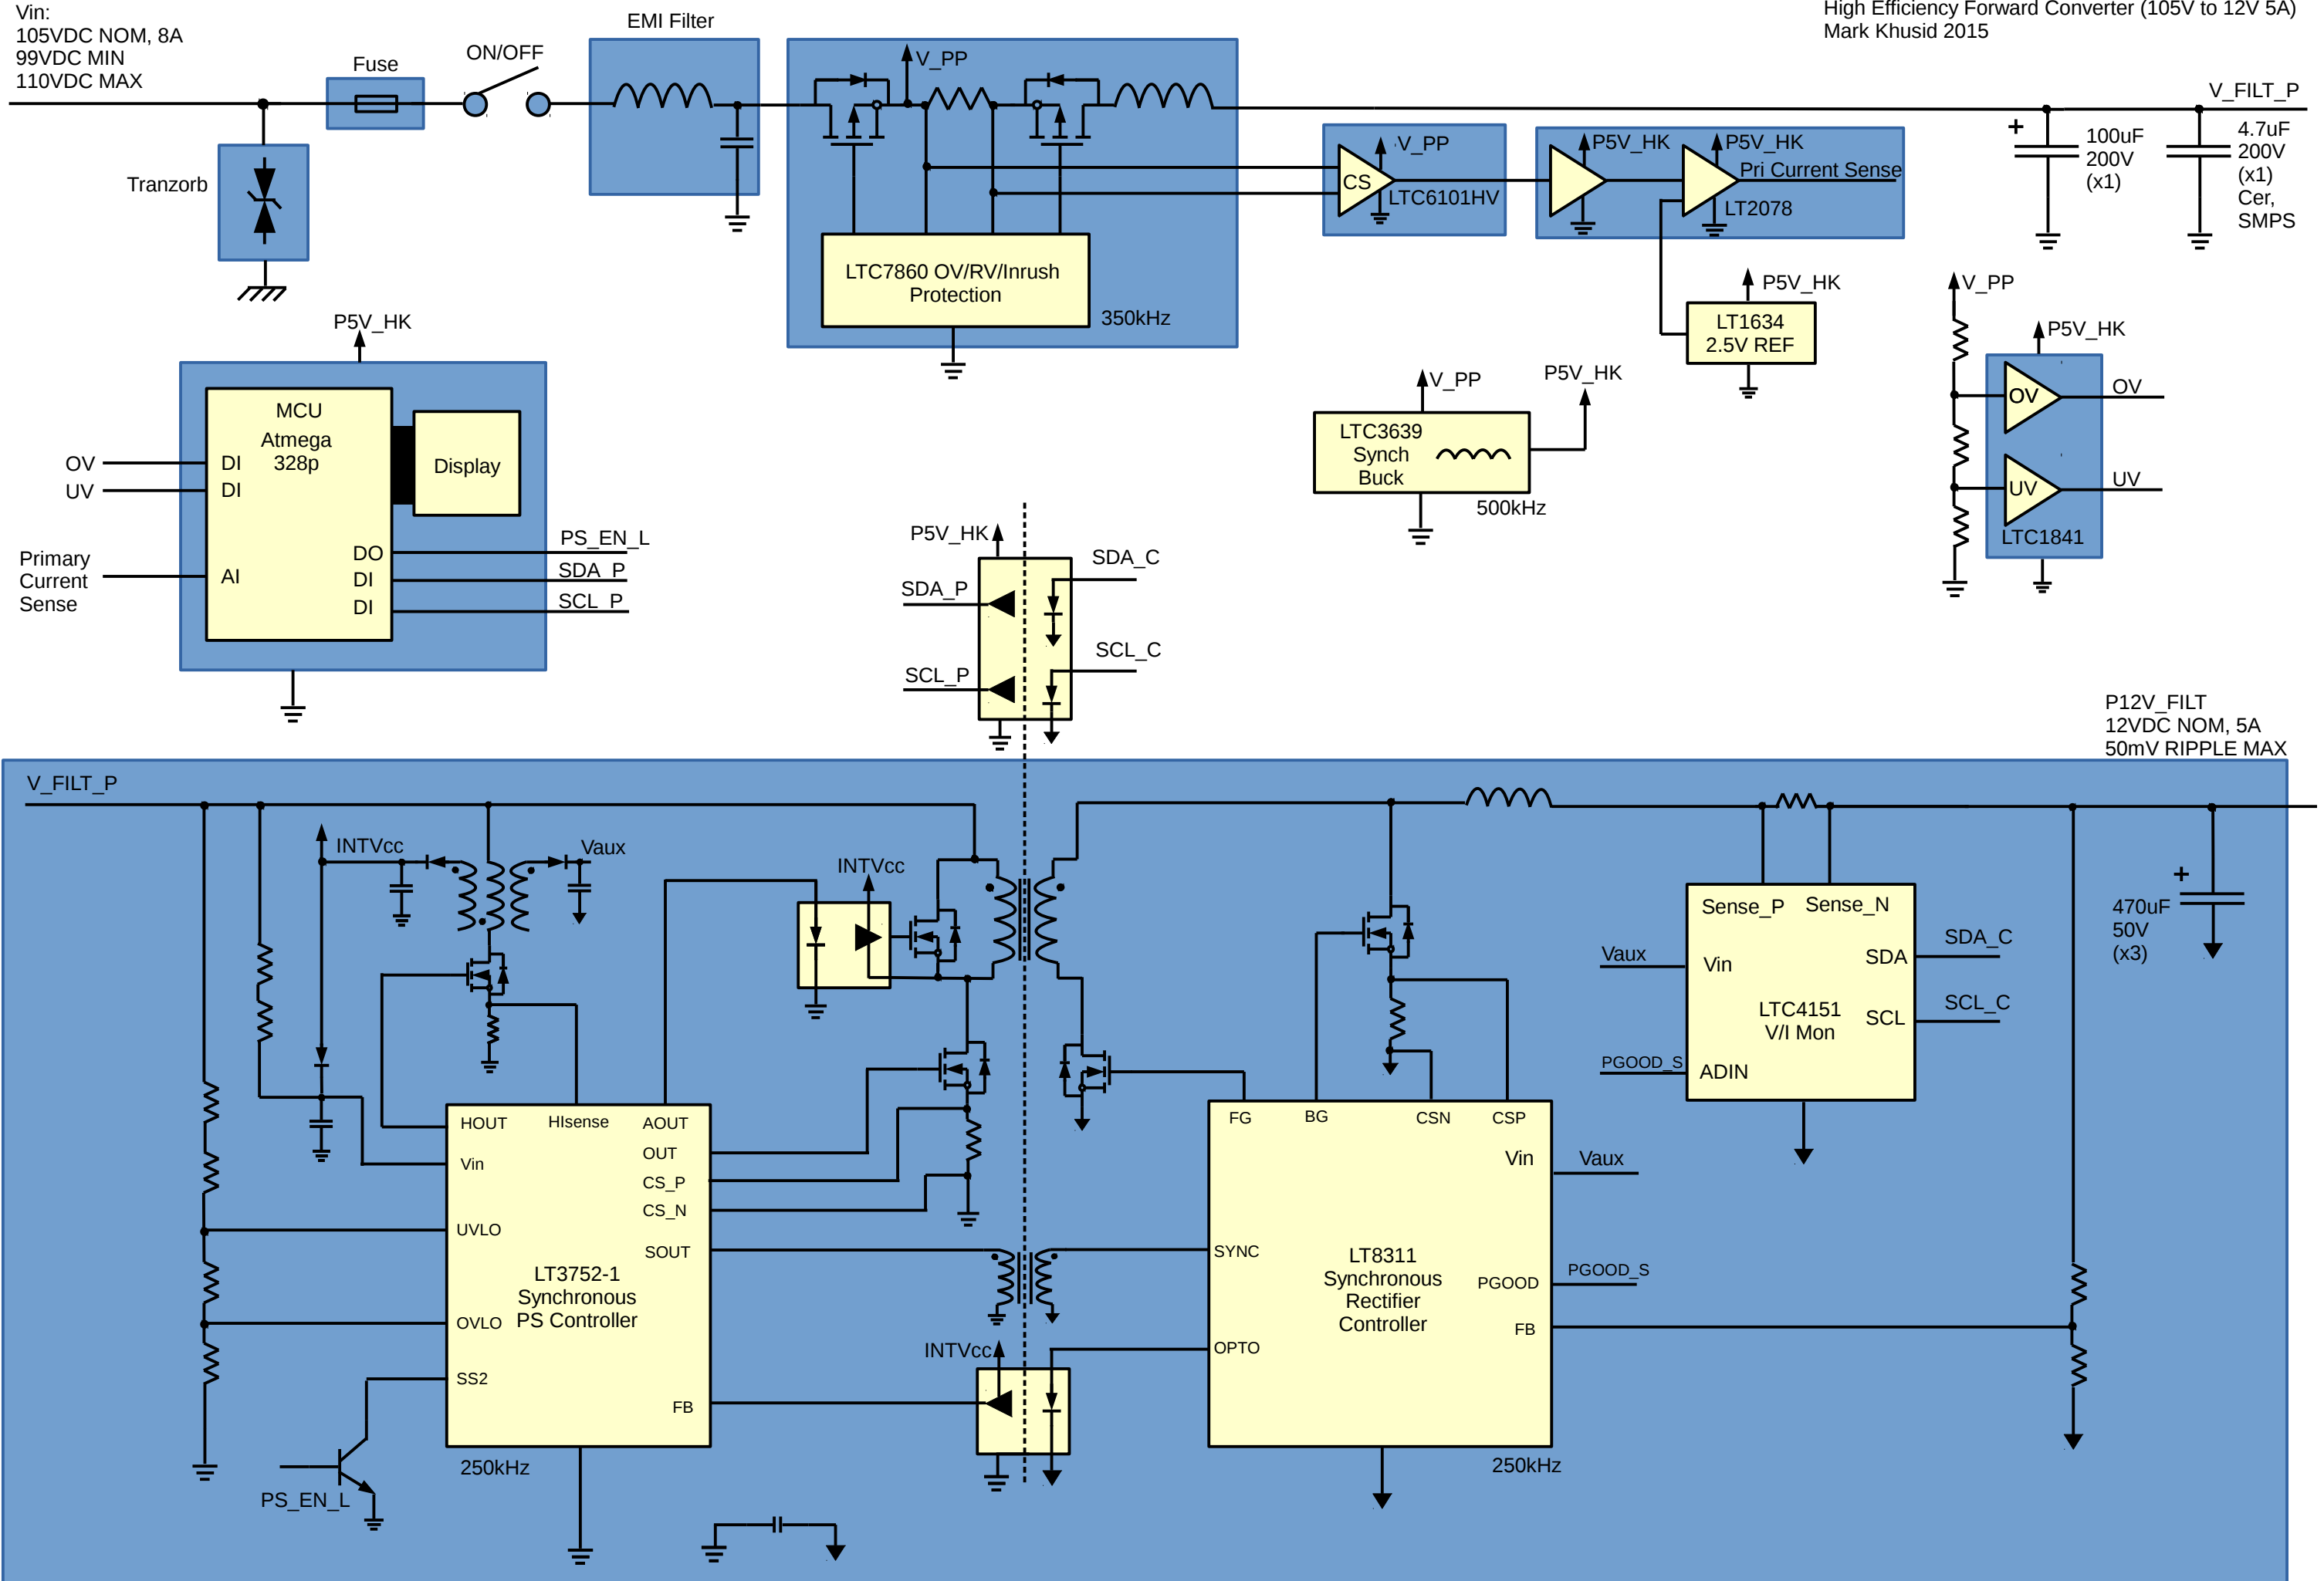 Vin:
105VDC NOM, 8A
99VDC MIN
110VDC MAX
Fuse
ON/OFF
EMI Filter
High Efficiency Forward Converter (105V to 12V 5A)
Mark Khusid 2015
Tranzorb
V_PP
LTC7860 OV/RV/Inrush
Protection
350kHz
V_PP
CS
LTC6101HV
P5V_HK
P5V_HK
Pri Current Sense
LT2078
V_FILT_P
+
100uF
200V
(x1)
4.7uF
200V
(x1)
Cer,
SMPS
P5V_HK
LT1634
2.5V REF
V_PP
P5V_HK
OV
OV
UV
UV
LTC1841
P5V_HK
MCU
Atmega
328p
Display
OV
UV
DI
DI
Primary
Current
Sense
AI
DO
DI
DI
PS_EN_L
SDA_P
SCL_P
V_PP
P5V_HK
LTC3639
Synch
Buck
500kHz
P5V_HK
SDA_C
SDA_P
SCL_C
SCL_P
P12V_FILT
12VDC NOM, 5A
50mV RIPPLE MAX
V_FILT_P
INTVcc
Vaux
INTVcc
HOUT
HIsense
AOUT
Vin
OUT
CS_P
CS_N
UVLO
SOUT
LT3752-1
Synchronous
PS Controller
OVLO
SS2
FB
250kHz
PS_EN_L
INTVcc
FG
BG
CSN
CSP
Vin
Vaux
SYNC
LT8311
Synchronous
Rectifier
Controller
PGOOD
PGOOD_S
FB
OPTO
250kHz
Sense_P
Sense_N
Vaux
Vin
SDA
SDA_C
LTC4151
V/I Mon
SCL
SCL_C
PGOOD_S
ADIN
+
470uF
50V
(x3)